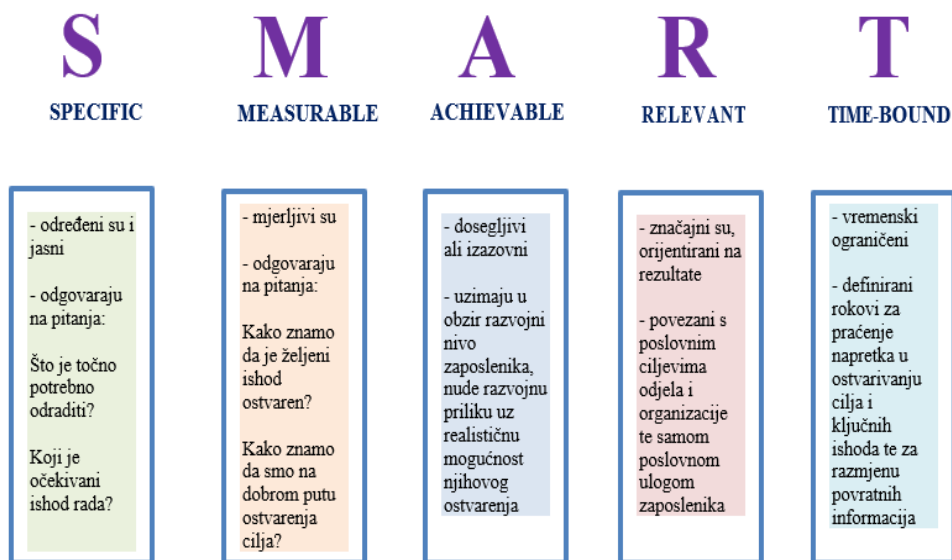 S
SPECIFIC
- određeni su i
jasni
- odgovaraju
na pitanja:
Što je točno
potrebno
odraditi?
Koji je
očekivani
ishod rada?
M
MEASURABLE
- mjerljivi su
- odgovaraju
na pitanja:
Kako znamo
da je željeni
ishod
ostvaren?
Kako znamo
da smo na
dobrom putu
ostvarenja
cilja?
A
ACHIEVABLE
- dosegljivi
ali izazovni
- uzimaju u
obzir razvojni
nivo
zaposlenika,
nude razvojnu
priliku uz
realističnu
mogućnost
njihovog
ostvarenja
R
RELEVANT
- značajni su,
orijentirani na
rezultate
- povezani s
poslovnim
ciljevima
odjela i
organizacije
te samom
poslovnom
ulogom
zaposlenika
T
TIME-BOUND
- vremenski
ograničeni
- definirani
rokovi za
praćenje
napretka u
ostvarivanju
cilja i
ključnih
ishoda te za
razmjenu
povratnih
informacija